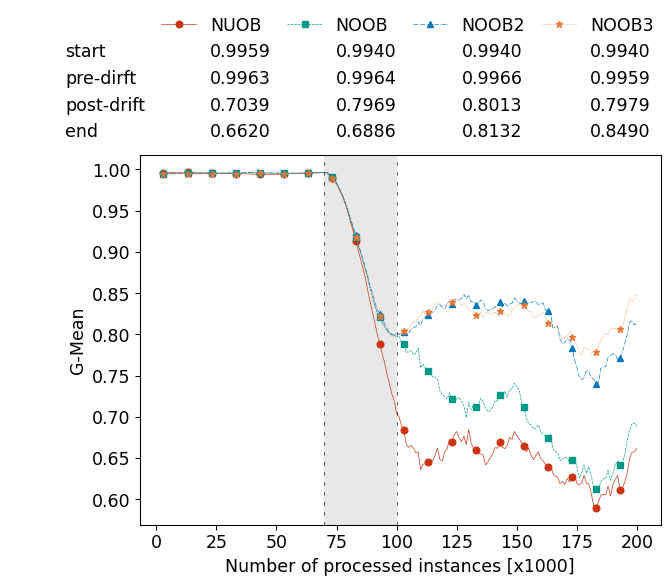 NUOB NOOB NOOB2 NOOB3
start 0.9959 0.9940 0.9940 0.9940
pre-dirft 0.9963 0.9964 0.9966 0.9959
post-drift 0.7039 0.7969 0.8013 0.7979
end 0.6620 0.6886 0.8132 0.8490
1.00
0.95
0.90
0.85
0.80
0.75
0.70
0.65
0.60
G-Mean
0 25 50 75 100 125 150 175 200
Number of processed instances [x1000]